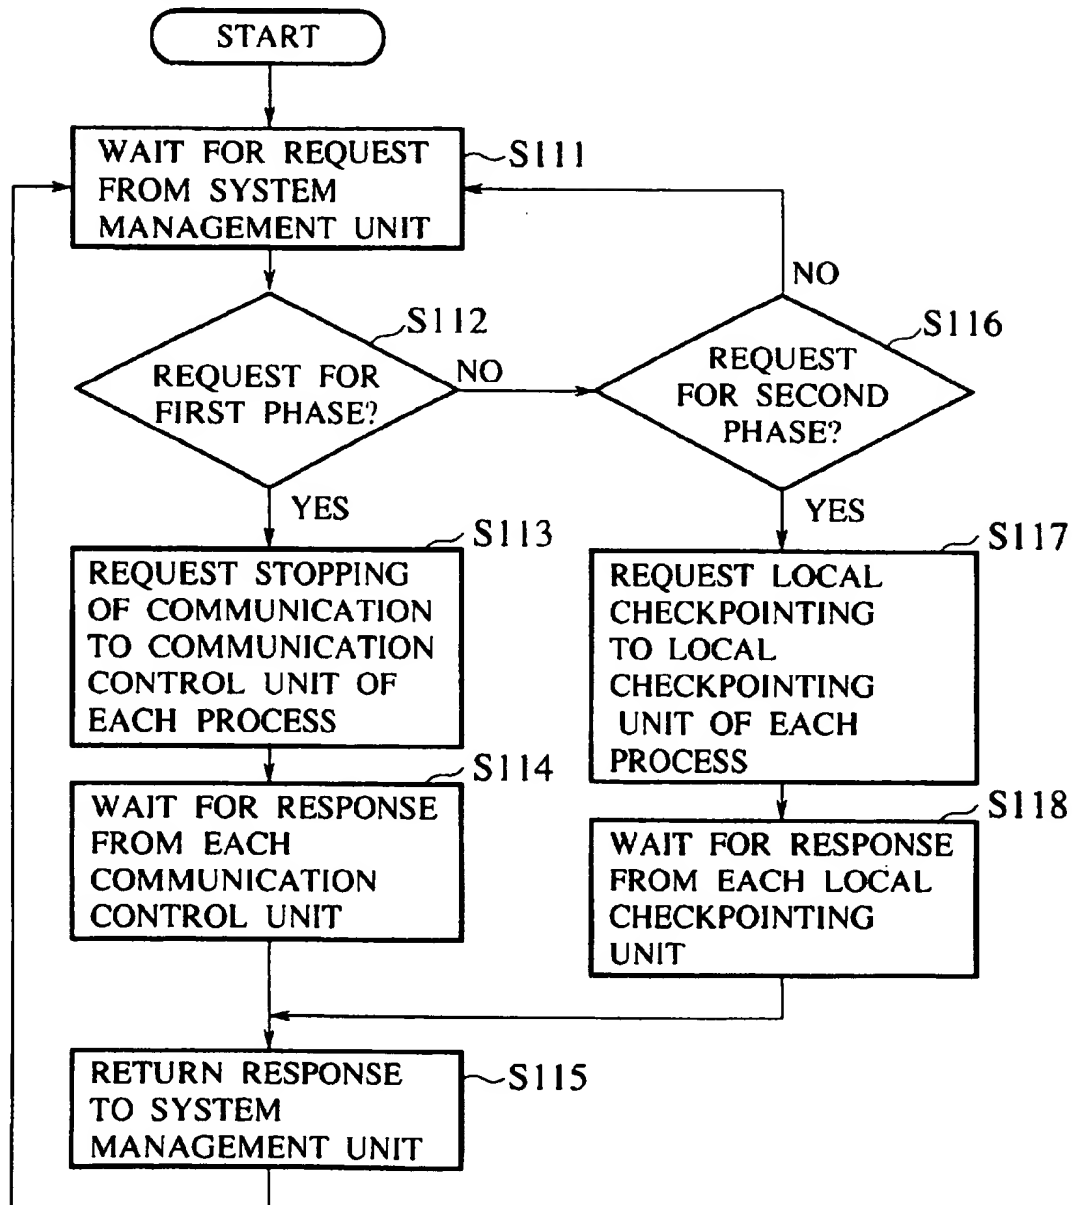 START
WAIT FOR REQUEST
FROM SYSTEM
MANAGEMENT UNIT
S111
REQUEST FOR
FIRST PHASE?
S112
NO
YES
REQUEST
FOR SECOND
PHASE?
S116
NO
YES
REQUEST STOPPING
OF COMMUNICATION
TO COMMUNICATION
CONTROL UNIT OF
EACH PROCESS
S113
REQUEST LOCAL
CHECKPOINTING
TO LOCAL
CHECKPOINTING
UNIT OF EACH
PROCESS
S117
WAIT FOR RESPONSE
FROM EACH
COMMUNICATION
CONTROL UNIT
S114
WAIT FOR RESPONSE
FROM EACH LOCAL
CHECKPOINTING
UNIT
S118
RETURN RESPONSE
TO SYSTEM
MANAGEMENT UNIT
S115